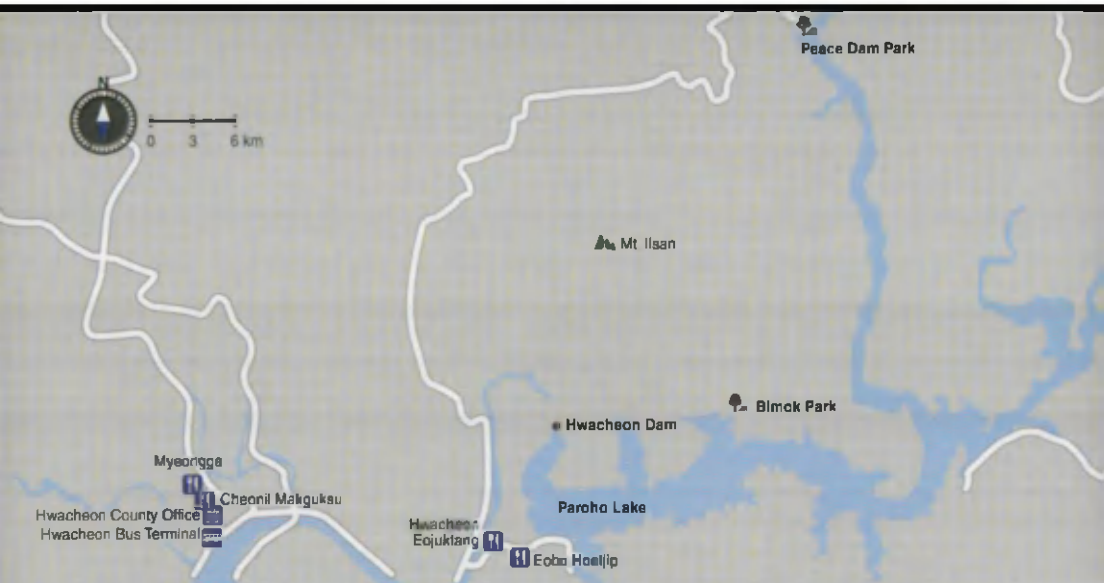 Peace Dam Park
N
0 3 6 km
Mt Ilsan
Bimok Park
Hwacheon Dam
Myeongga
Cheonil Makguksu
Paroho Lake
Hwacheon County Office
Hwacheon Bus Terminal
Hwacheon
Eojuktang
Eobo Hoetjip